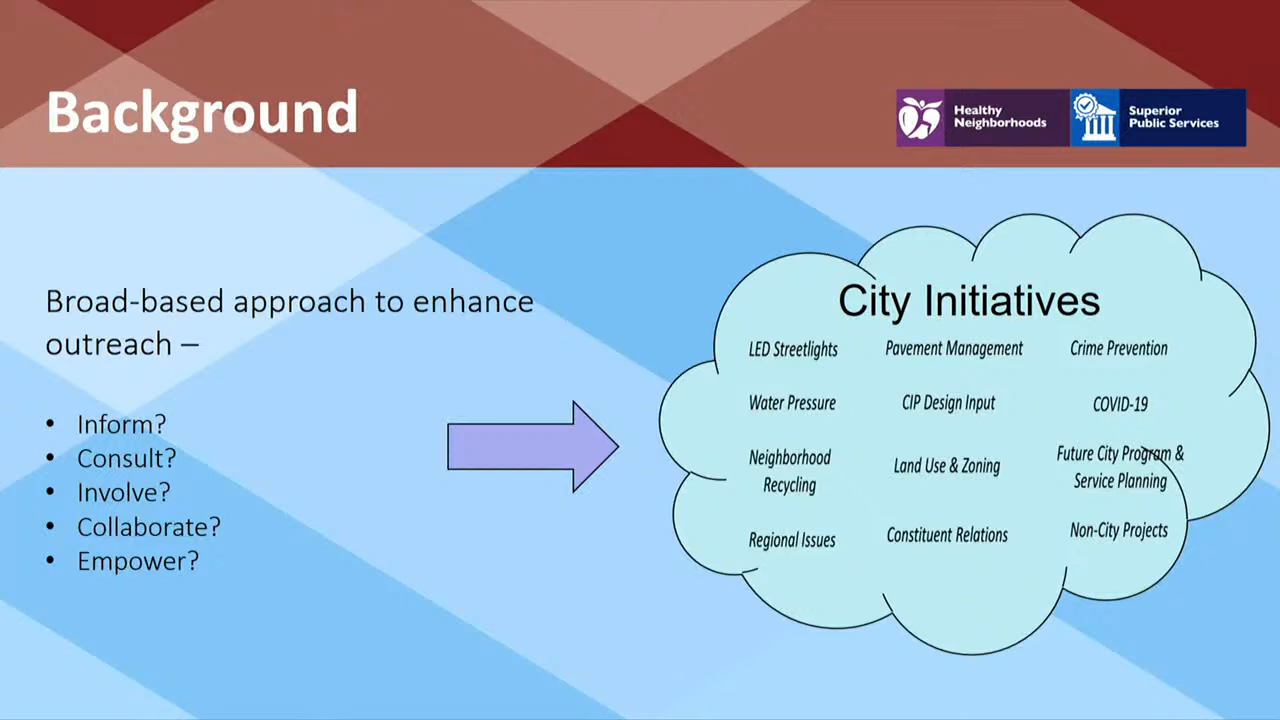 Background
Healthy
Neighborhoods
Superior
Public Services
Broad-based approach to enhance
outreach –
• Inform?
• Consult?
• Involve?
• Collaborate?
• Empower?
City Initiatives
LED Streetlights
Pavement Management
Crime Prevention
Water Pressure
CIP Design Input
COVID-19
Neighborhood
Recycling
Land Use & Zoning
Future City Program &
Service Planning
Regional Issues
Constituent Relations
Non-City Projects